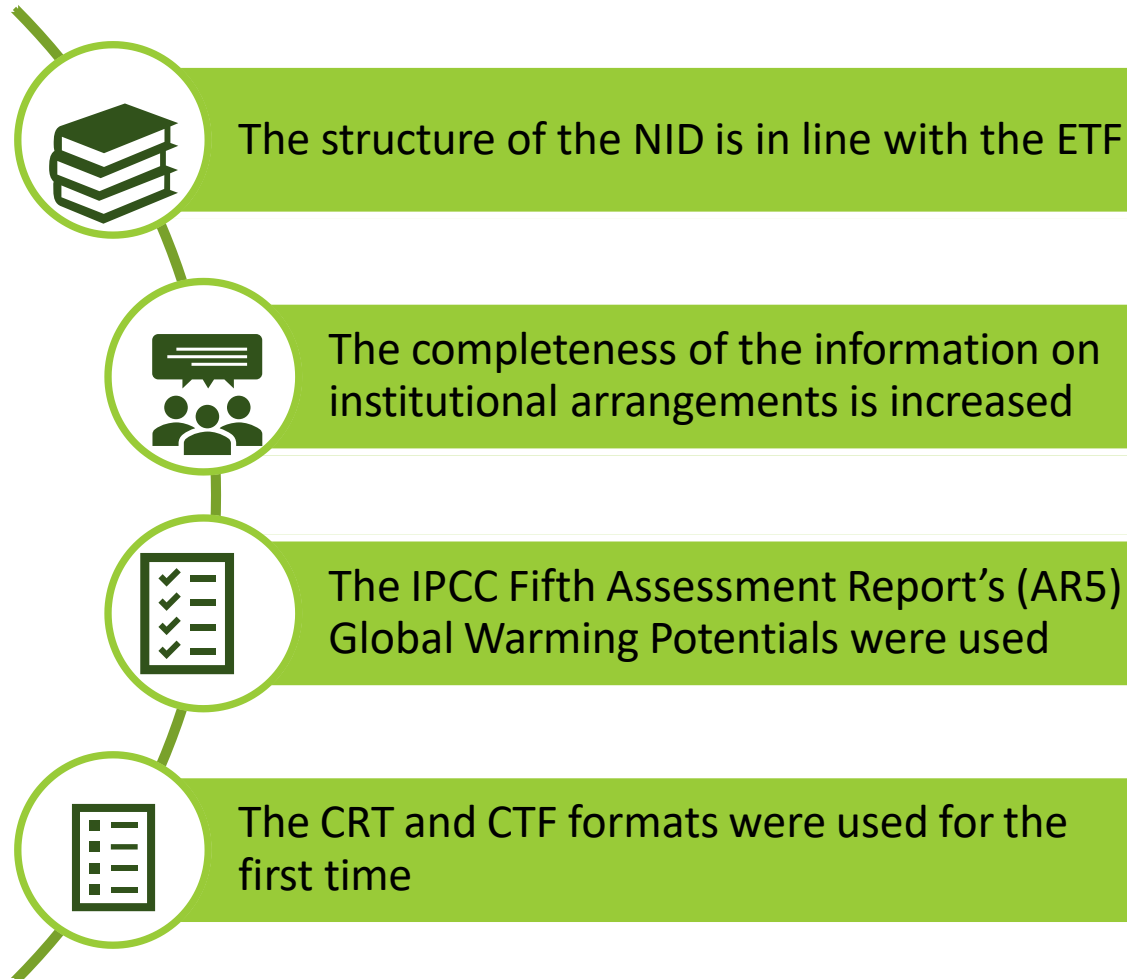 The structure of the NID is in line with the ETF
The completeness of the information on
institutional arrangements is increased
The IPCC Fifth Assessment Report’s (AR5)
Global Warming Potentials were used
The CRT and CTF formats were used for the
first time